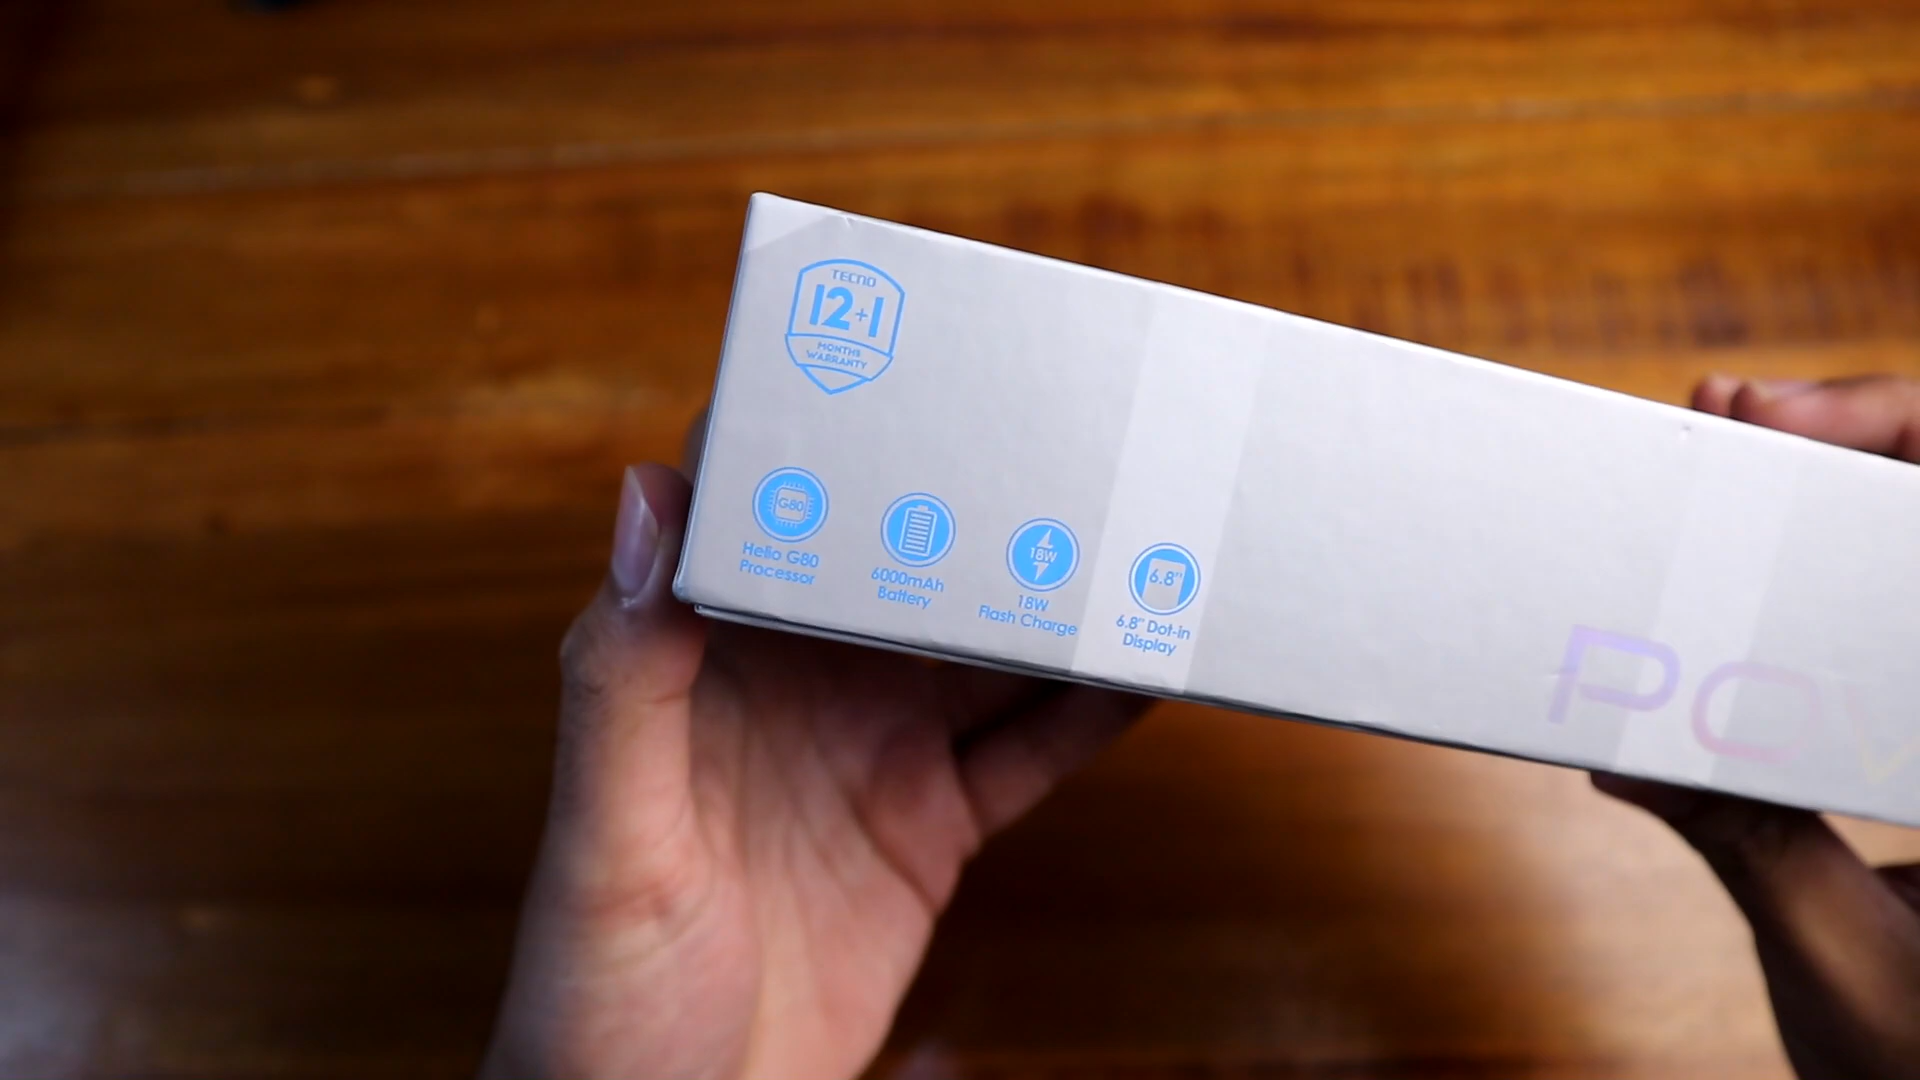 TECNO
12+1
MONTHS
WARRANTY
G80
Hello G80
Processor
6000mAh
Battery
18W
18W
Flash Charge
6.8"
6.8" Dot-in
Display
POV